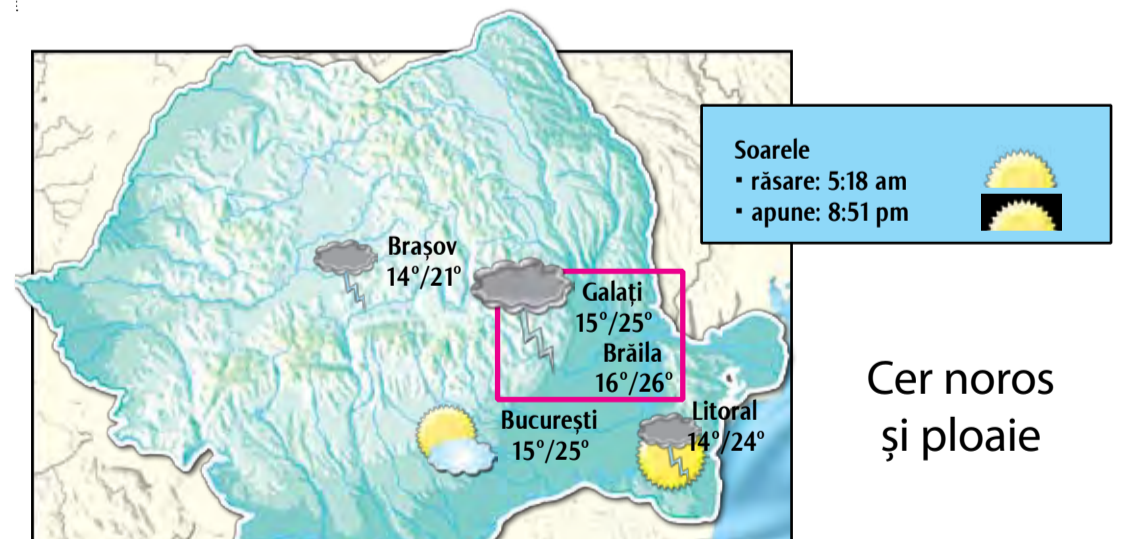 Soarele
▪ răsare: 5:18 am
▪ apune: 8:51 pm
Brașov
14°/21°
Galați
15°/25°
Brăila
16°/26°
București
15°/25°
Litoral
14°/24°
Cer noros
și ploaie